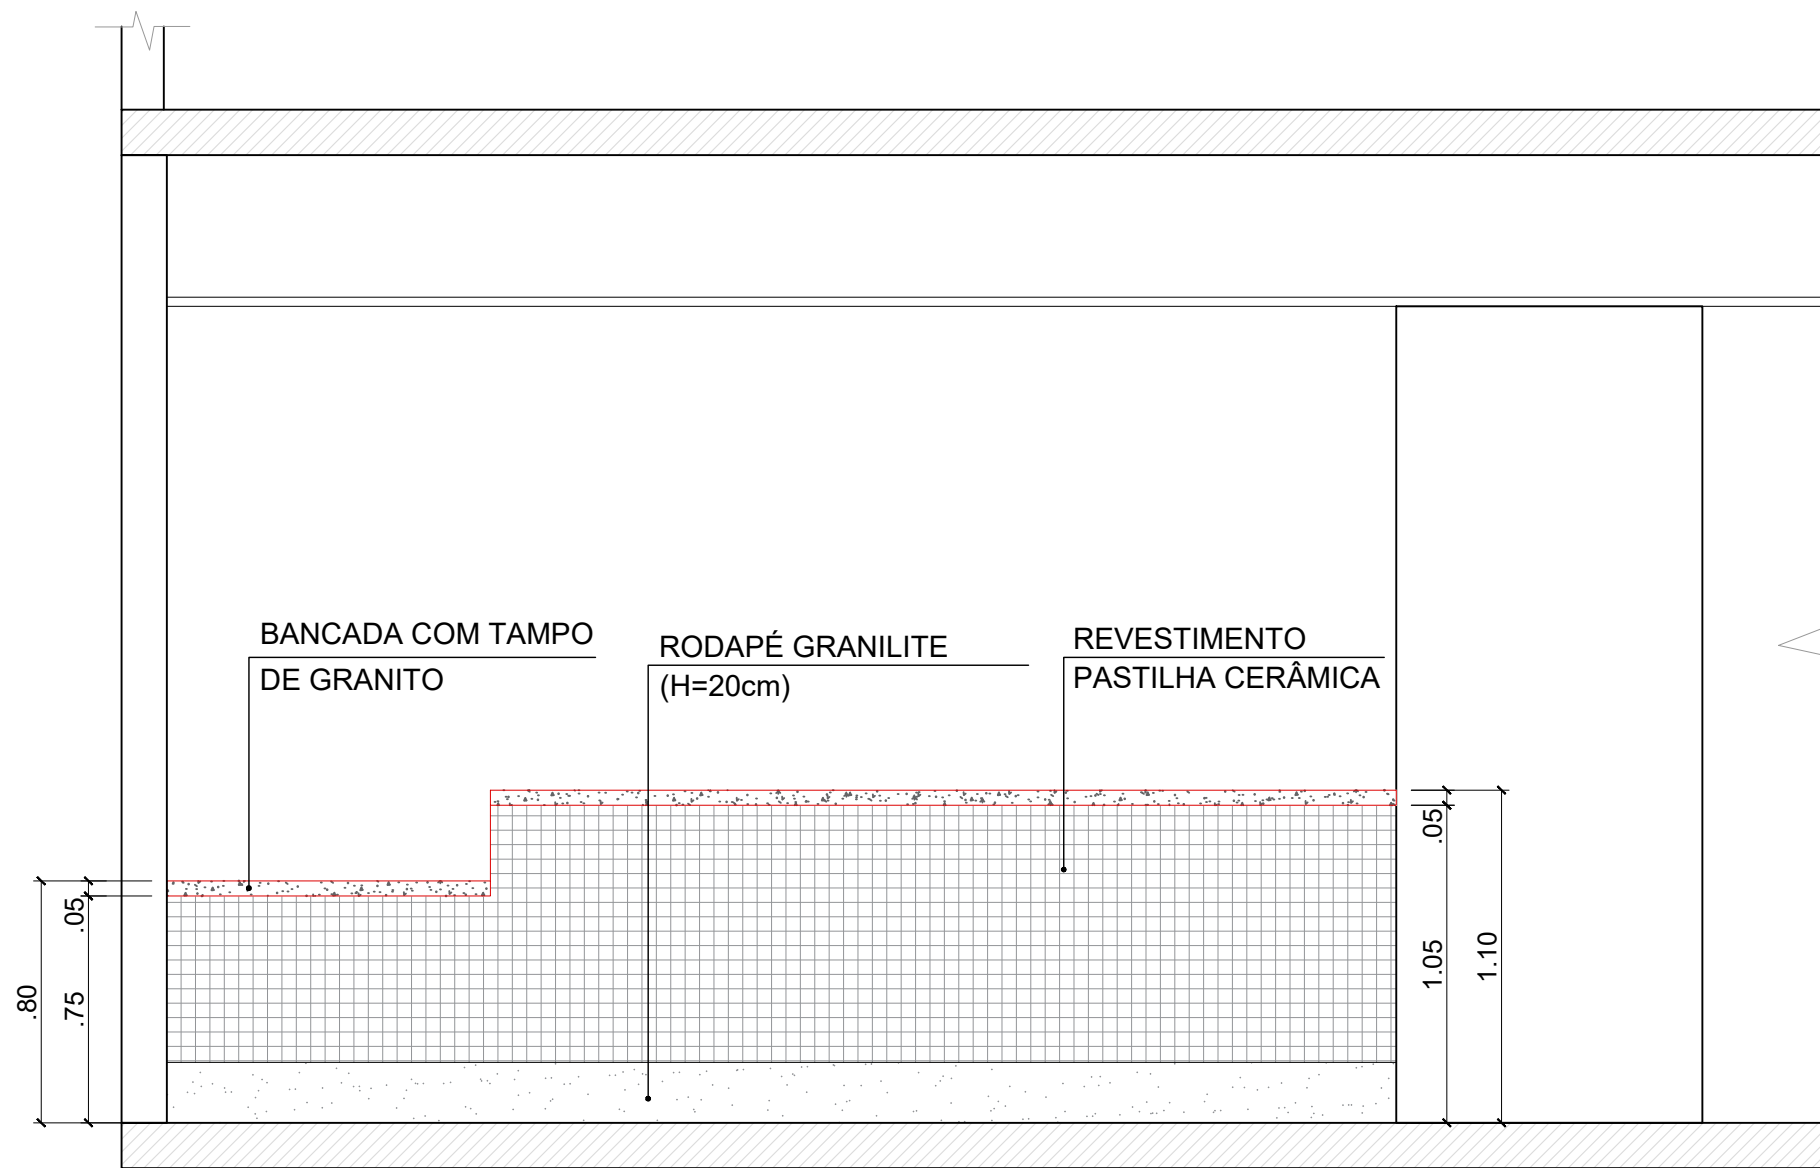 BANCADA COM TAMPO
DE GRANITO
RODAPÉ GRANILITE
(H=20cm)
REVESTIMENTO
PASTILHA CERÂMICA
.80
.05
.75
.05
1.05
1.10